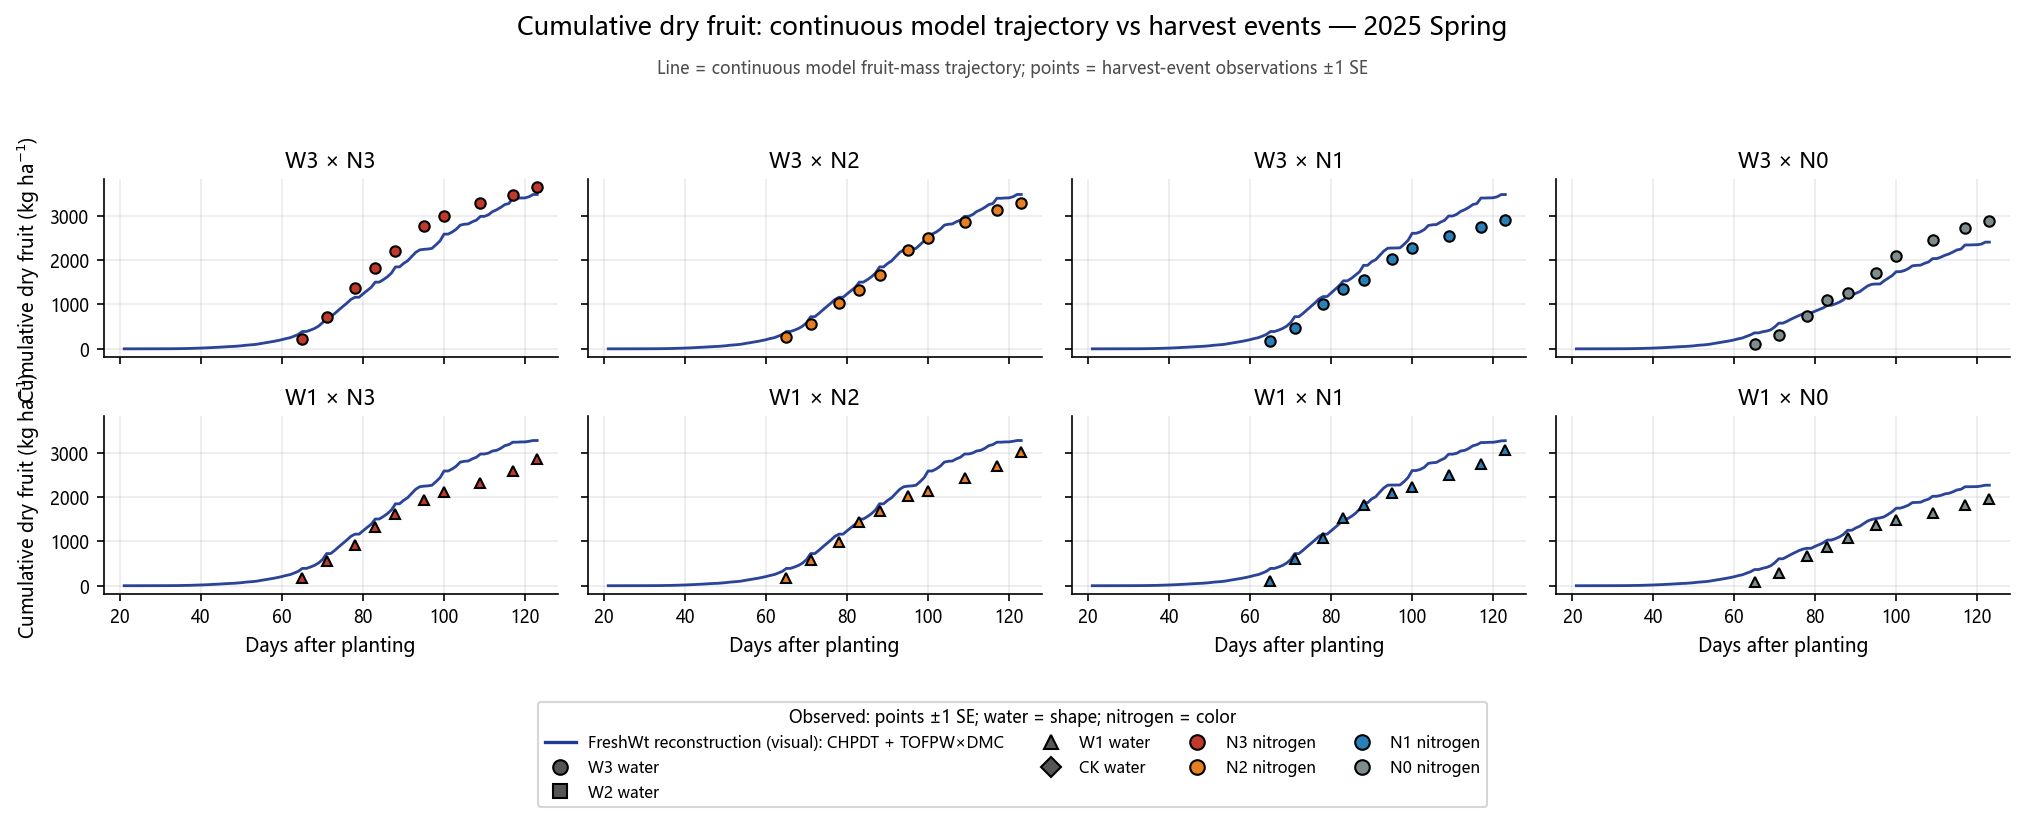 Cumulative dry fruit: continuous model trajectory vs harvest events — 2025 Spring
Line = continuous model fruit-mass trajectory; points = harvest-event observations ±1 SE
W3 × N3
W3 × N2
W3 × N1
W3 × N0
Cumulative dry fruit (kg ha⁻¹)
3000
2000
1000
0
W1 × N3
W1 × N2
W1 × N1
W1 × N0
Cumulative dry fruit (kg ha⁻¹)
3000
2000
1000
0
20 40 60 80 100 120
20 40 60 80 100 120
20 40 60 80 100 120
20 40 60 80 100 120
Days after planting
Days after planting
Days after planting
Days after planting
Observed: points ±1 SE; water = shape; nitrogen = color
FreshWt reconstruction (visual): CHPDT + TOFPW×DMC
W3 water
W2 water
W1 water
CK water
N3 nitrogen
N2 nitrogen
N1 nitrogen
N0 nitrogen